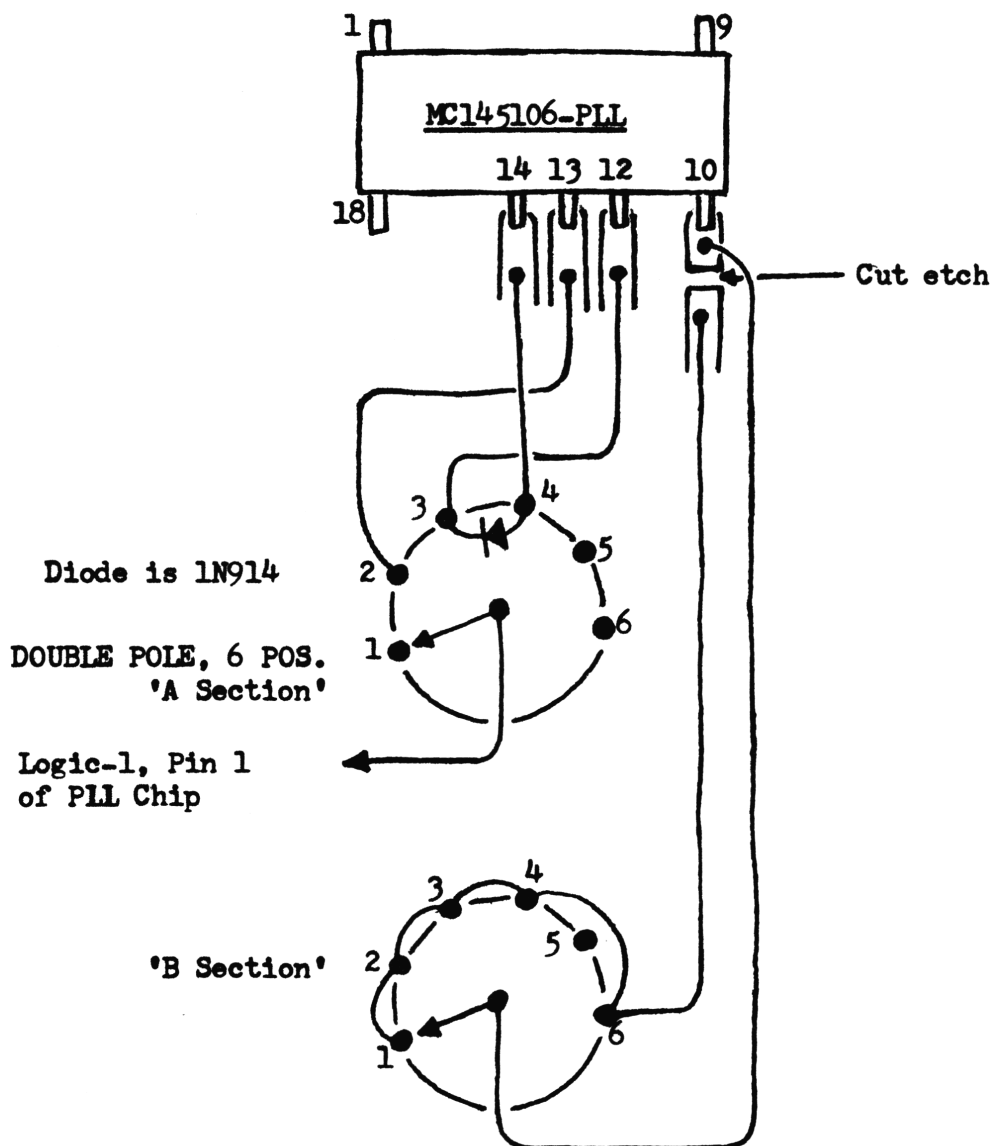 1 9
MC145106-PLL
14 13 12 10
18
Cut etch
4
3
5
Diode is 1N914
2
6
1
DOUBLE POLE, 6 POS.
'A Section'
Logic-1, Pin 1
of PLL Chip
4
3
5
2
'B Section'
6
1